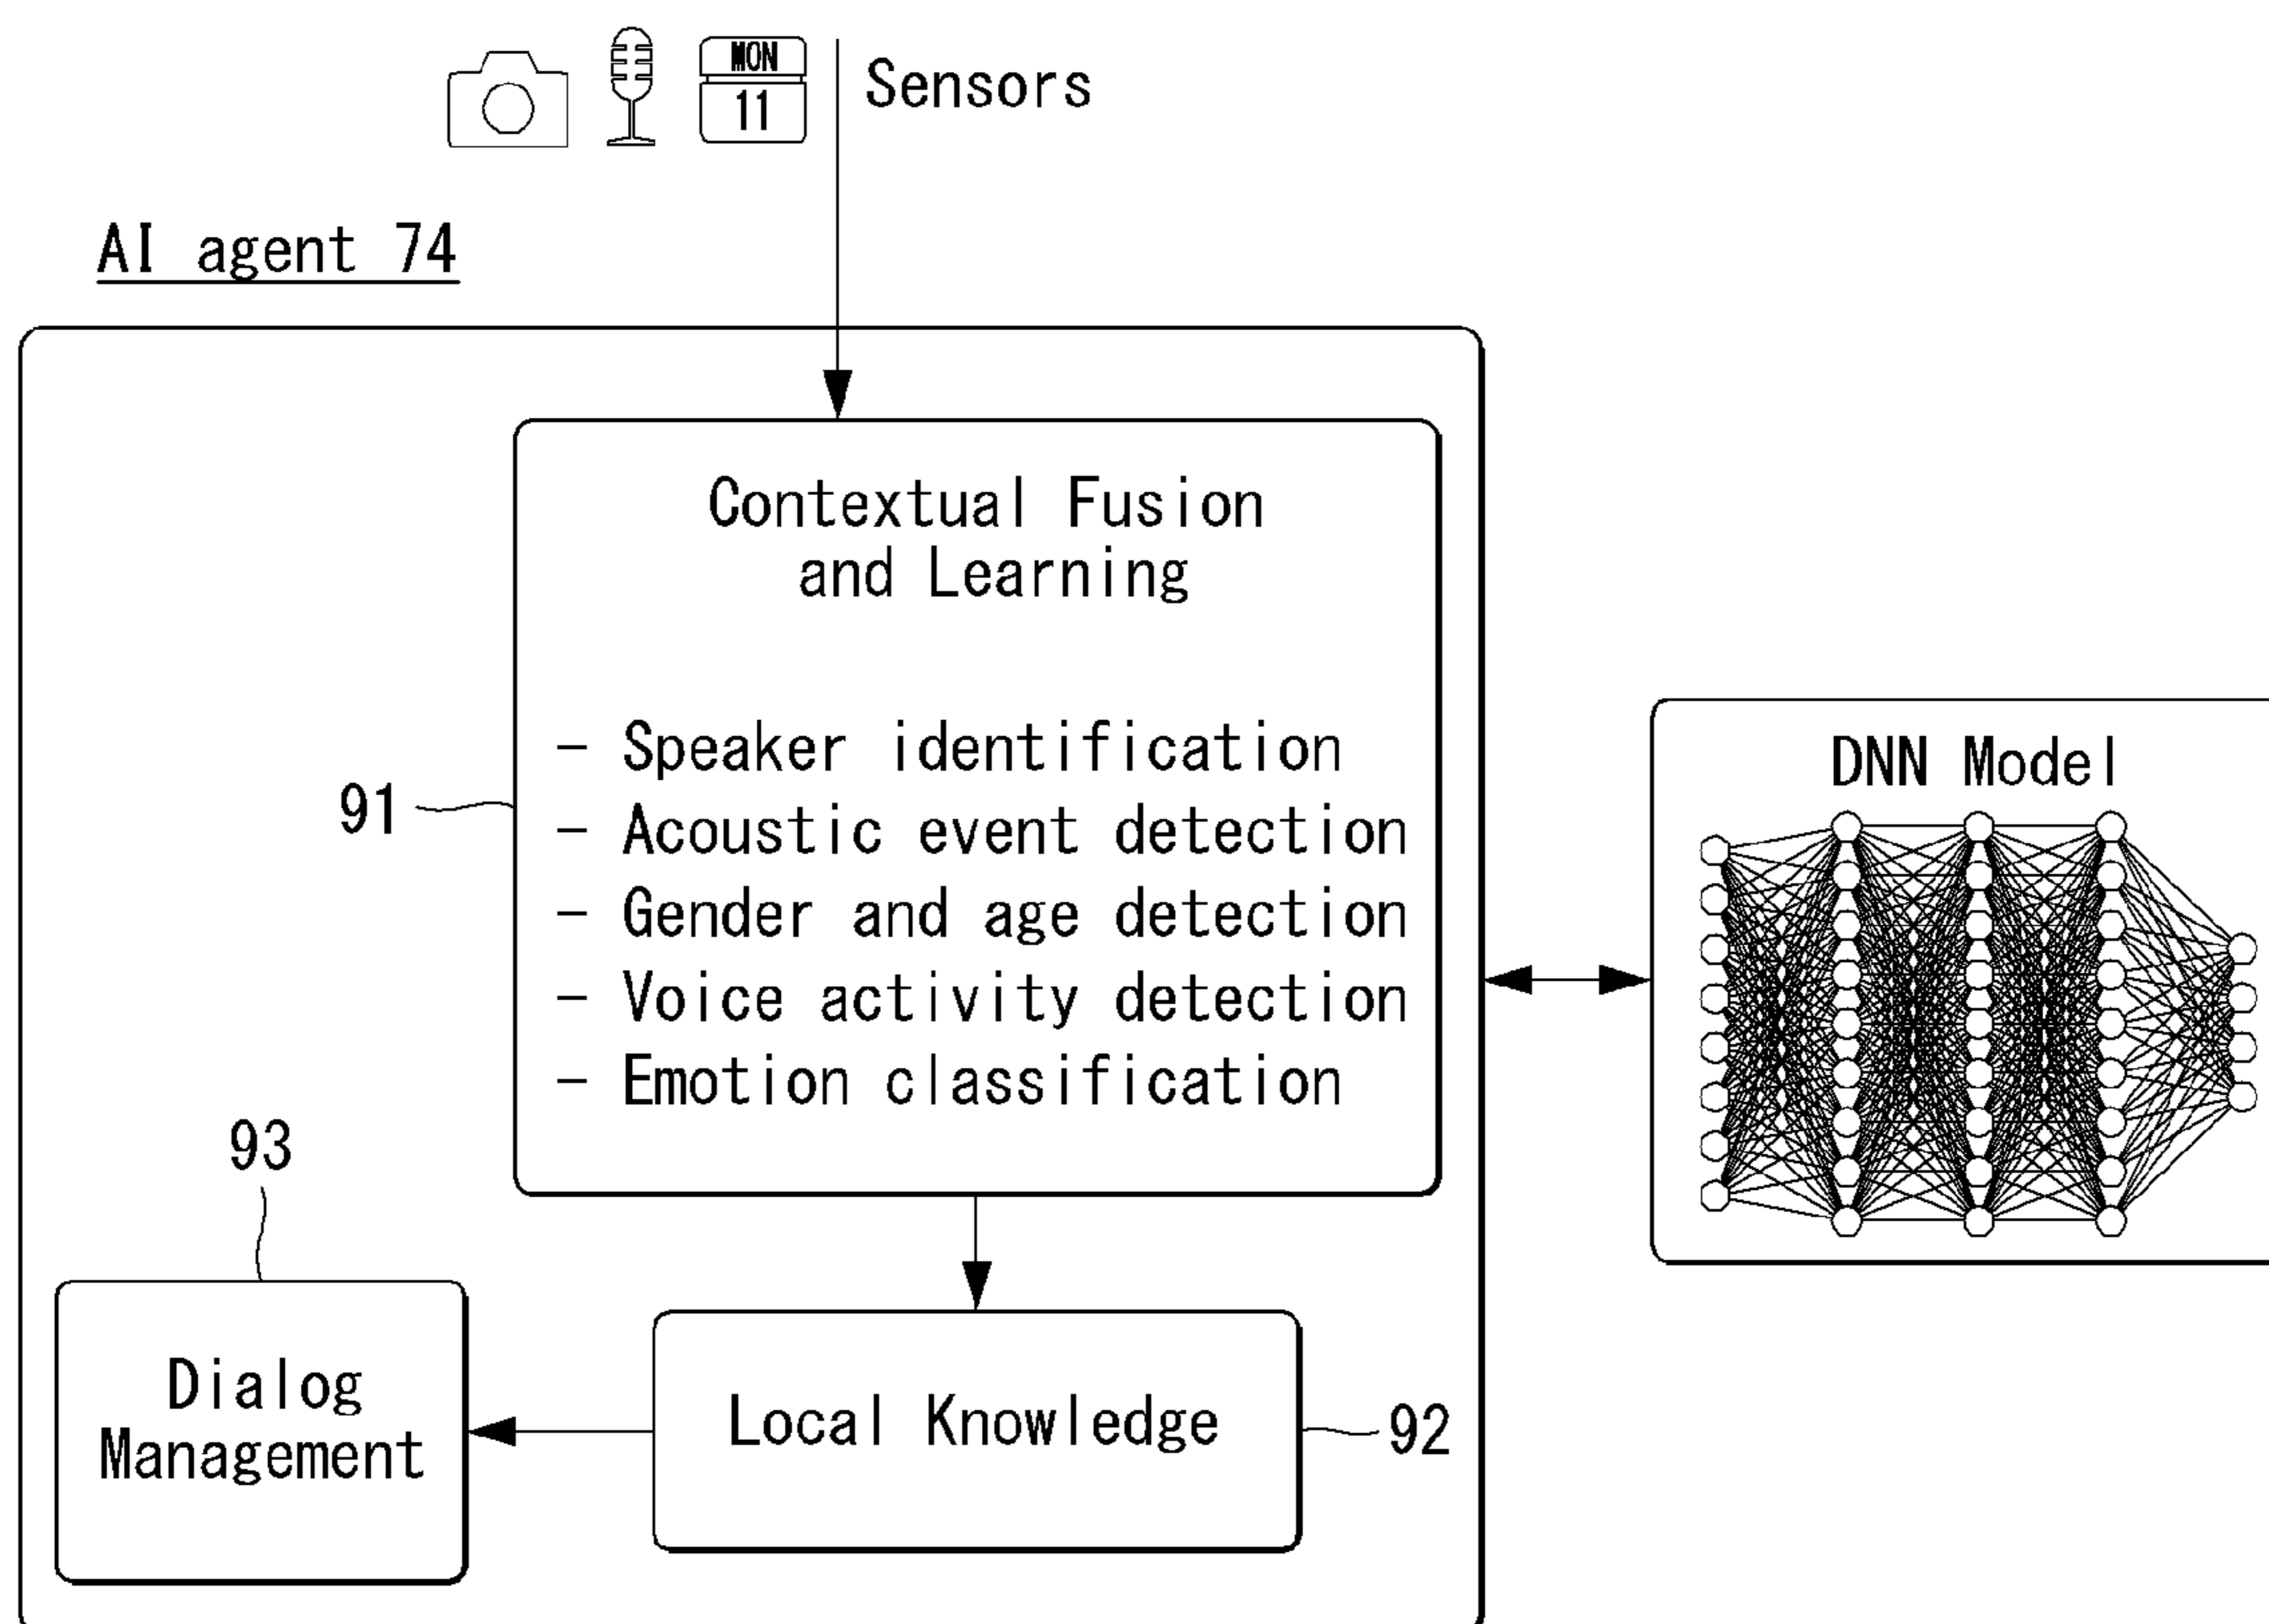 MON
11
Sensors
AI agent 74
Contextual Fusion
and Learning
- Speaker identification
- Acoustic event detection
- Gender and age detection
- Voice activity detection
- Emotion classification
91
DNN Model
93
Dialog
Management
Local Knowledge
92